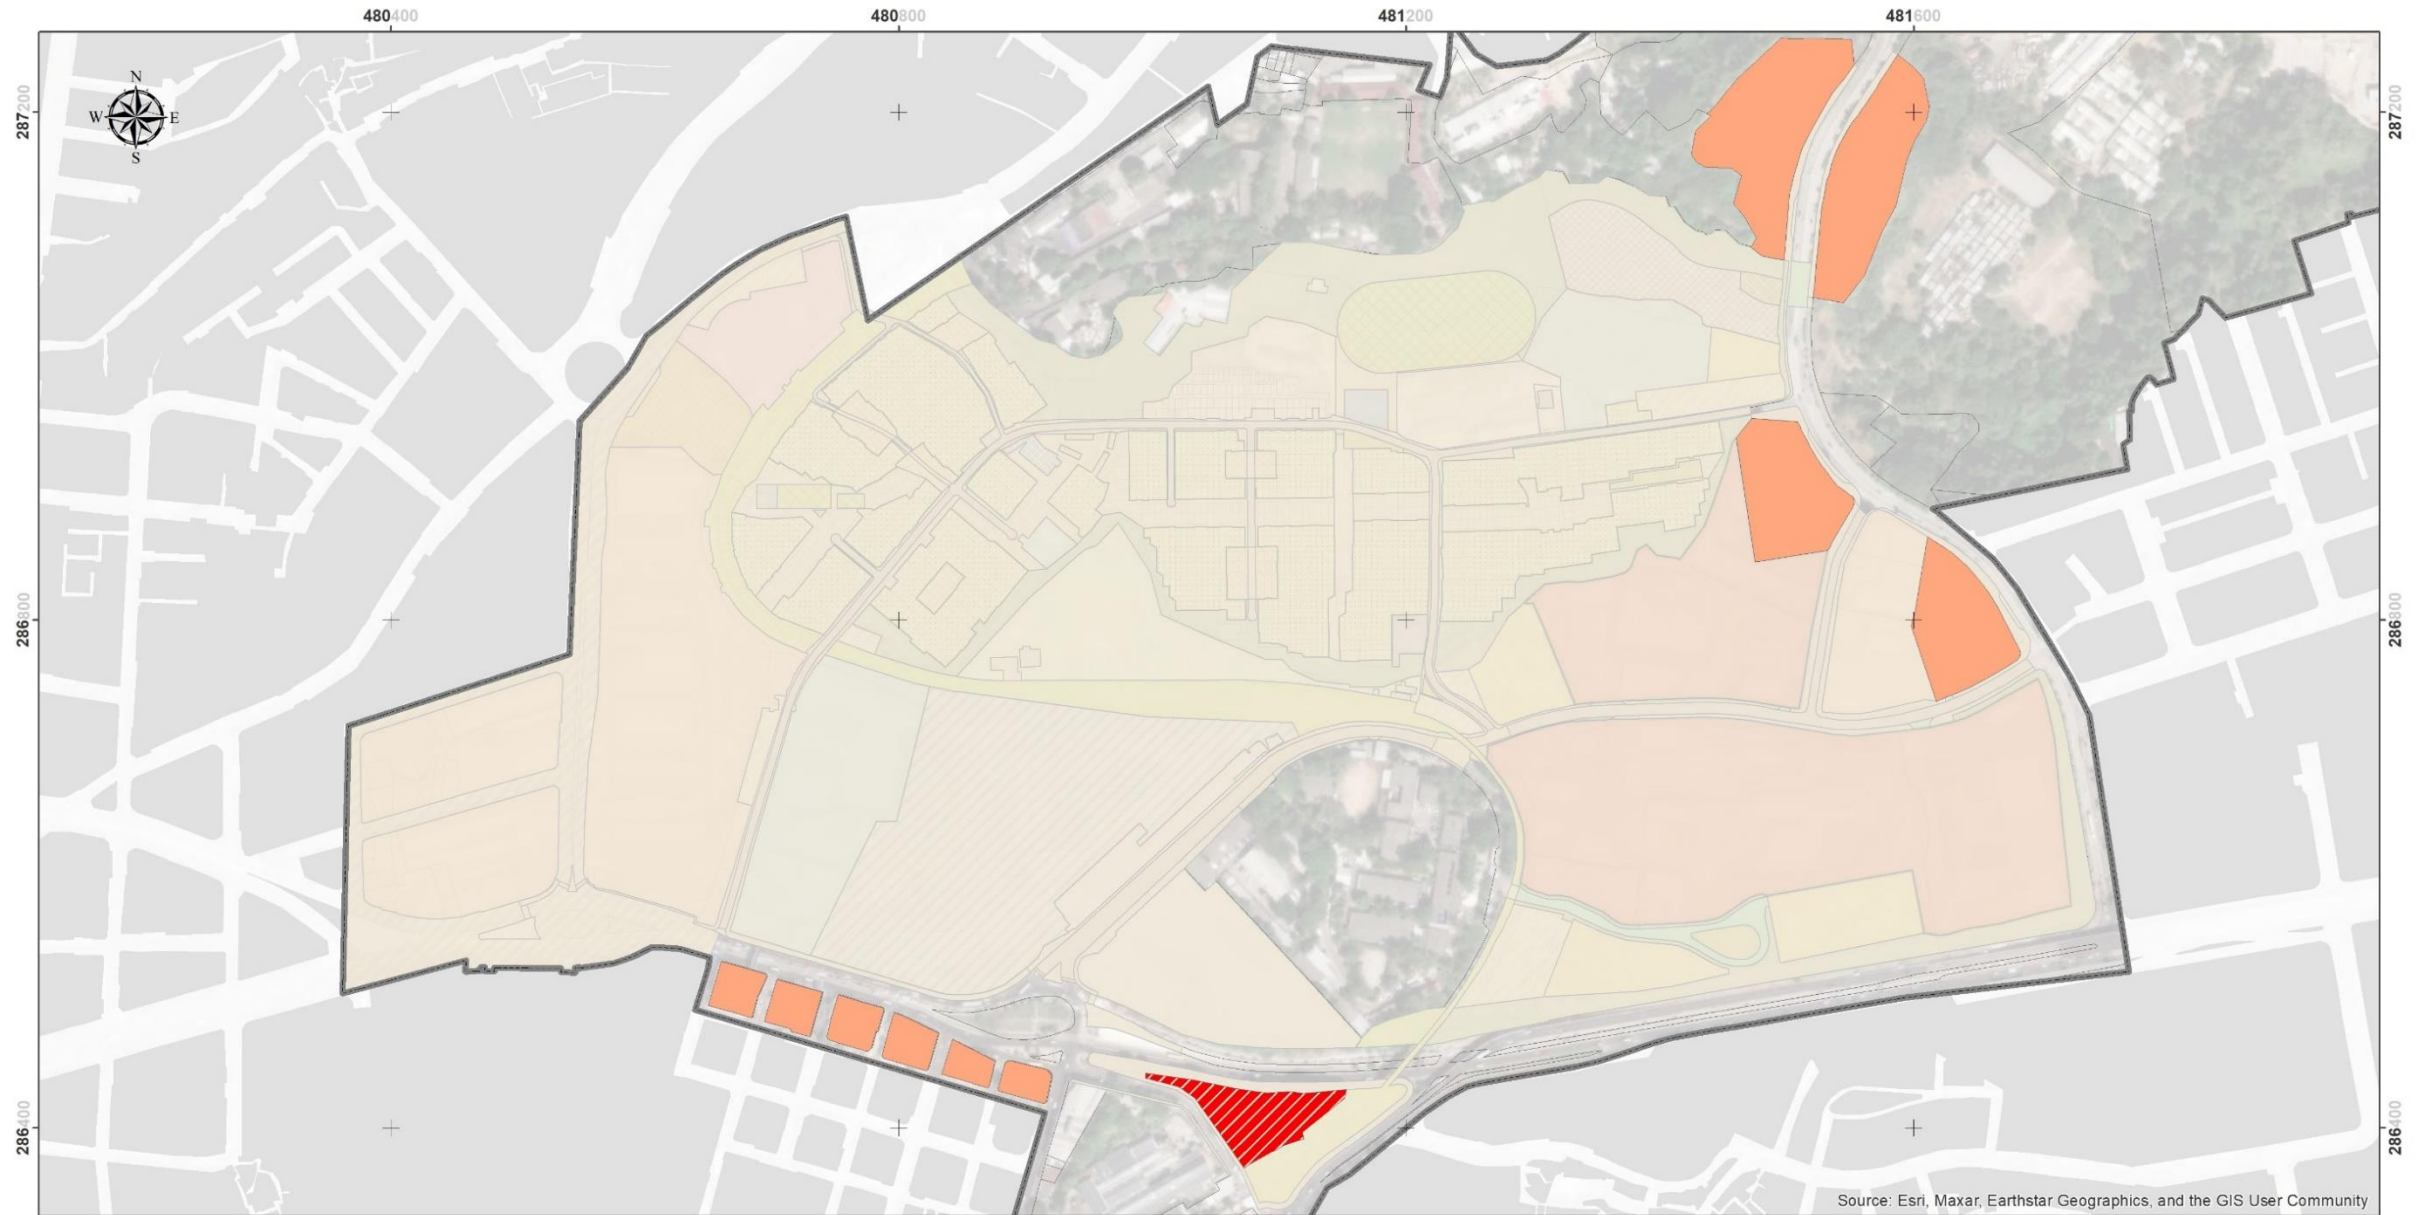 480400 480800 481200 481600
N
W E
S
287200 287200
286800 286800
286400 286400
Source: Esri, Maxar, Earthstar Geographics, and the GIS User Community